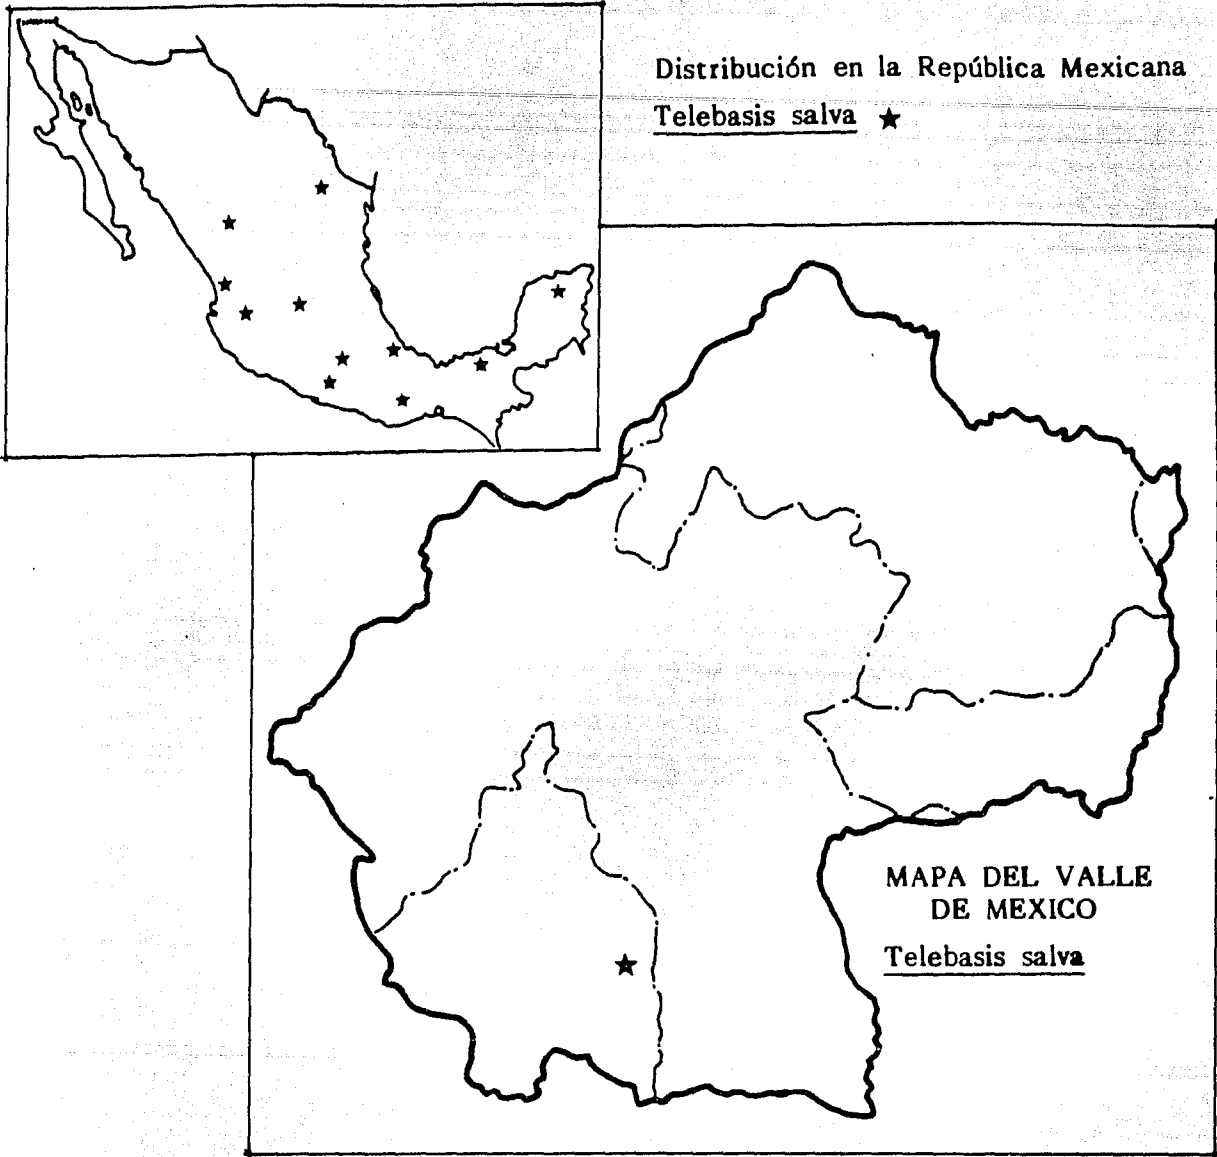 Distribución en la República Mexicana
Telebasis salva ★
MAPA DEL VALLE
DE MEXICO
Telebasis salva